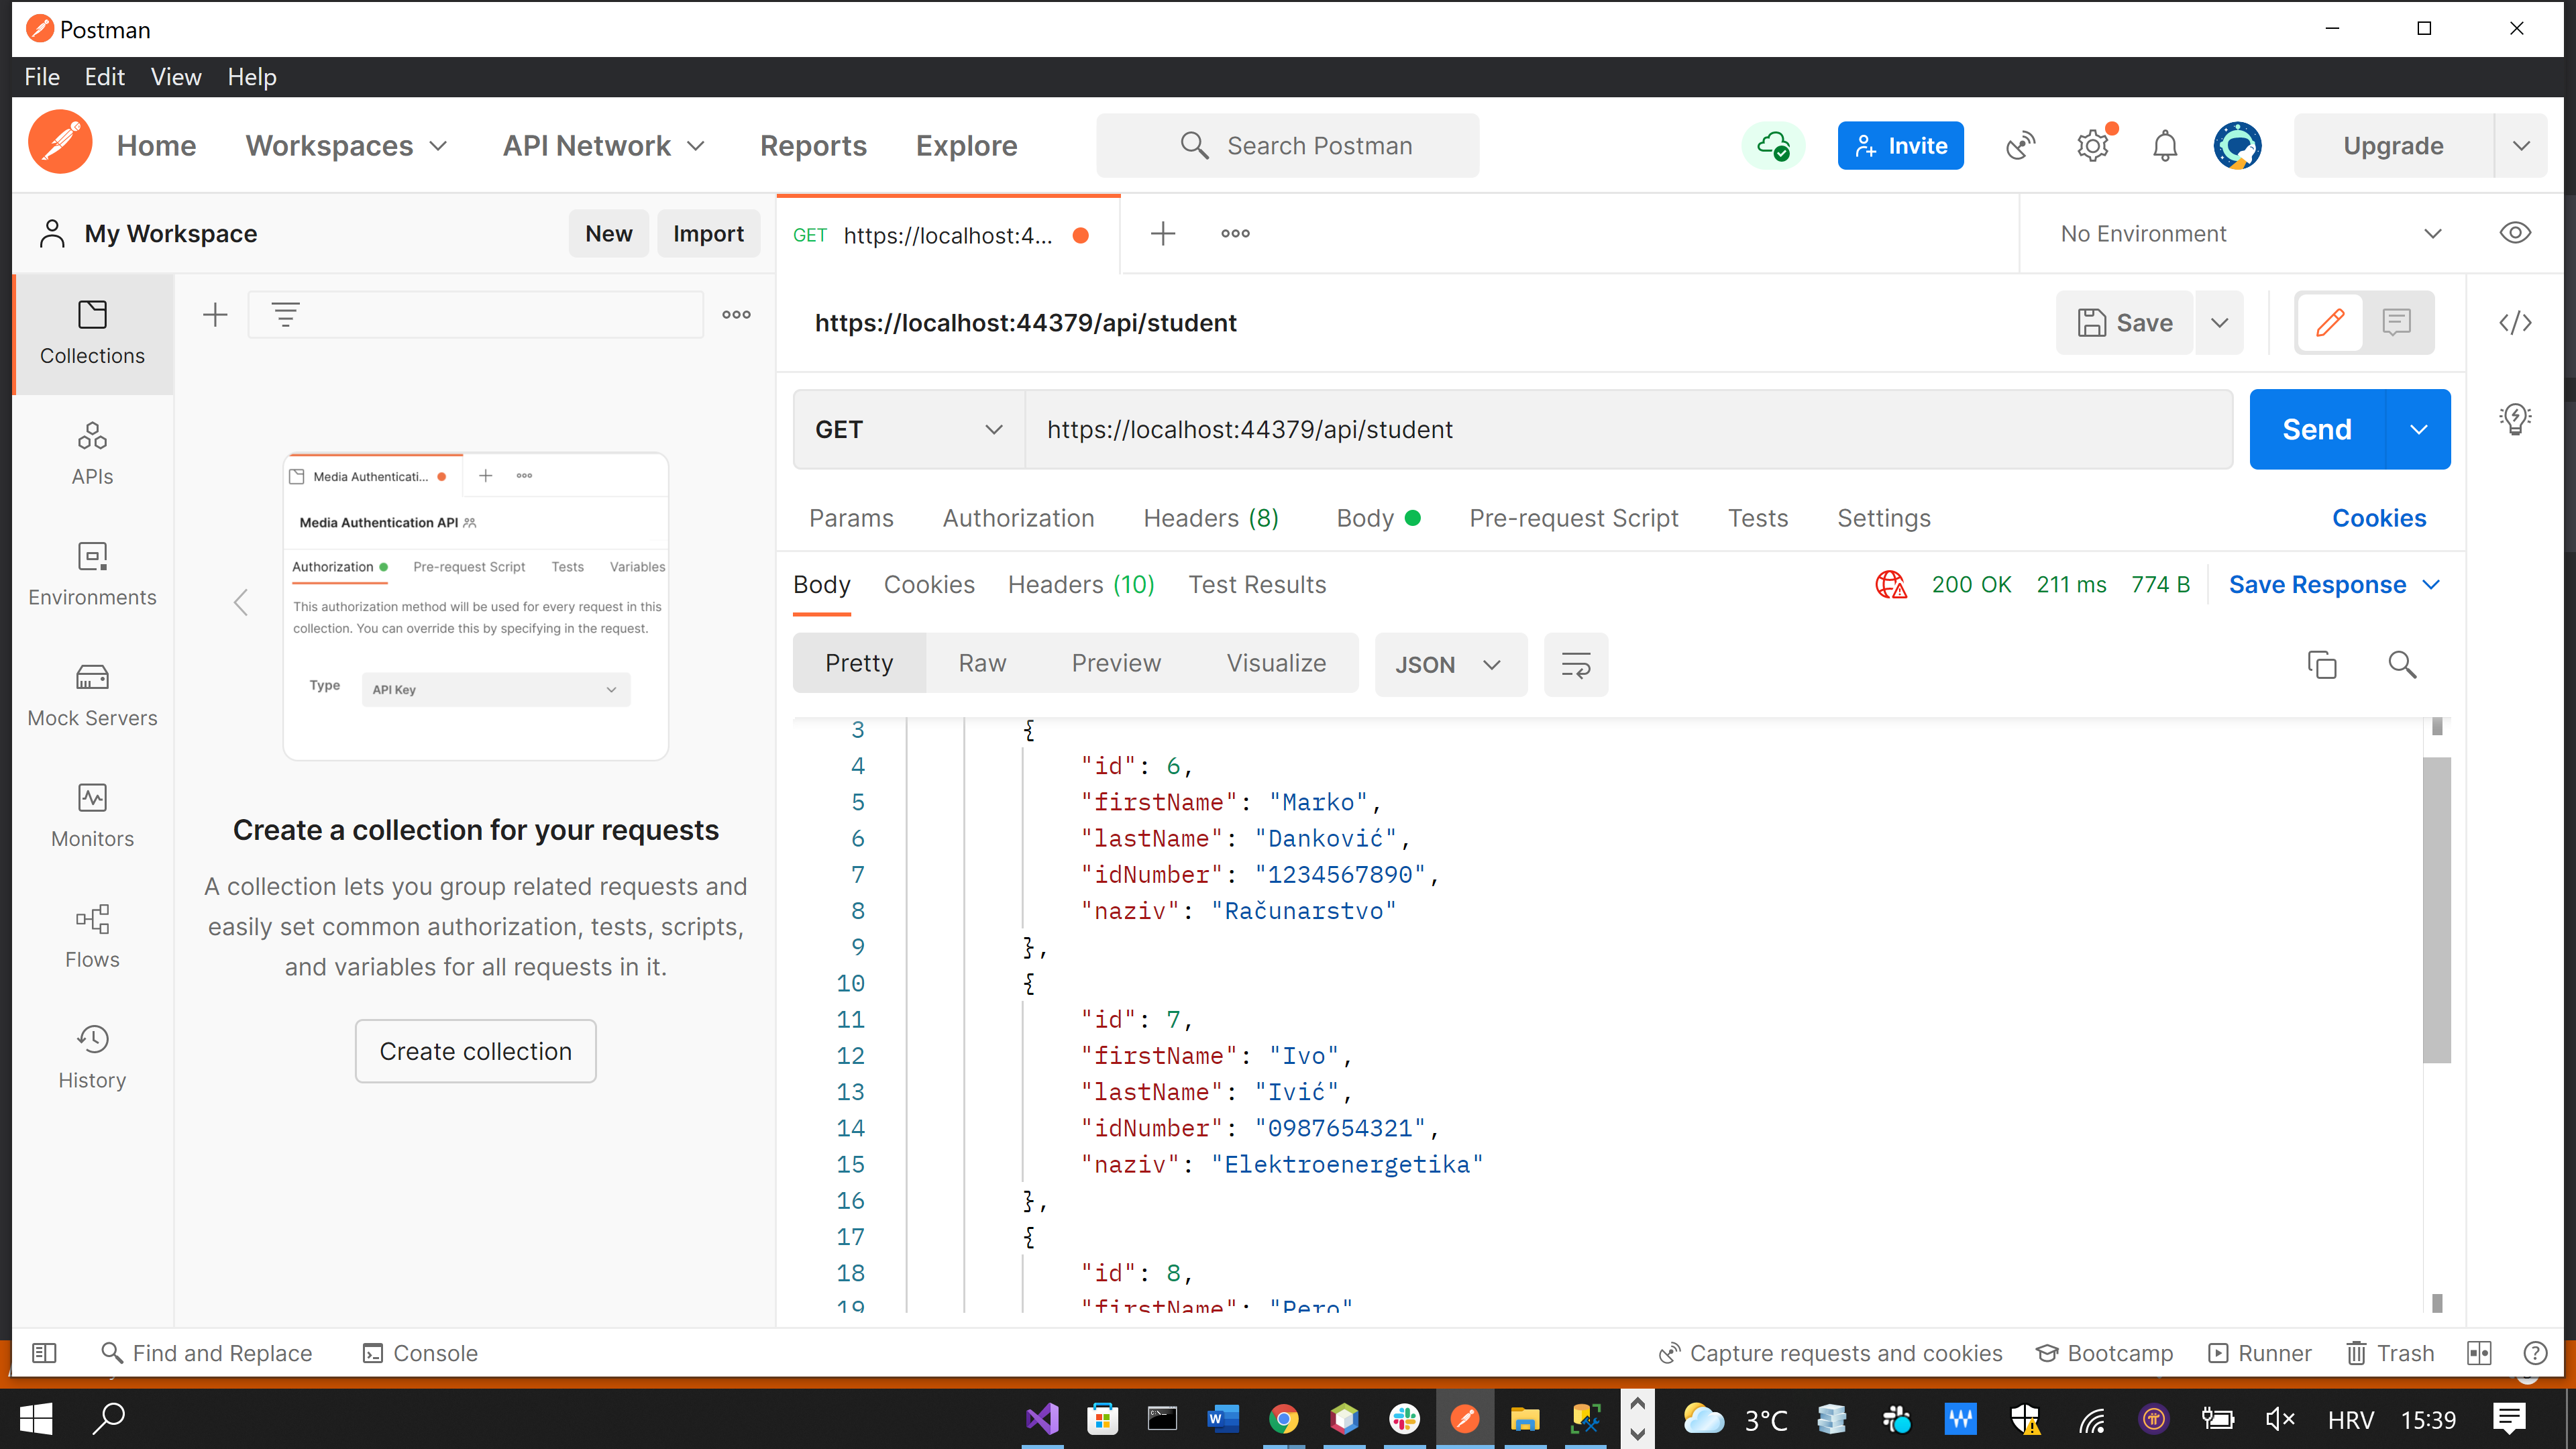 Postman
File Edit View Help
Home Workspaces API Network Reports Explore Search Postman Invite Upgrade
My Workspace New Import GET https://localhost:4... No Environment
Collections
APIs
Environments
Mock Servers
Monitors
Flows
History
Media Authenticati...
Media Authentication API
Authorization Pre-request Script Tests Variables
This authorization method will be used for every request in this
collection. You can override this by specifying in the request.
Type API Key
Create a collection for your requests
A collection lets you group related requests and
easily set common authorization, tests, scripts,
and variables for all requests in it.
Create collection
https://localhost:44379/api/student Save
GET https://localhost:44379/api/student Send
Params Authorization Headers (8) Body Pre-request Script Tests Settings Cookies
Body Cookies Headers (10) Test Results 200 OK 211 ms 774 B Save Response
Pretty Raw Preview Visualize JSON
3 {
4 "id": 6,
5 "firstName": "Marko",
6 "lastName": "Danković",
7 "idNumber": "1234567890",
8 "naziv": "Računarstvo"
9 },
10 {
11 "id": 7,
12 "firstName": "Ivo",
13 "lastName": "Ivić",
14 "idNumber": "0987654321",
15 "naziv": "Elektroenergetika"
16 },
17 {
18 "id": 8,
19 "firstName": "Pero"
Find and Replace Console Capture requests and cookies Bootcamp Runner Trash
3°C HRV 15:39